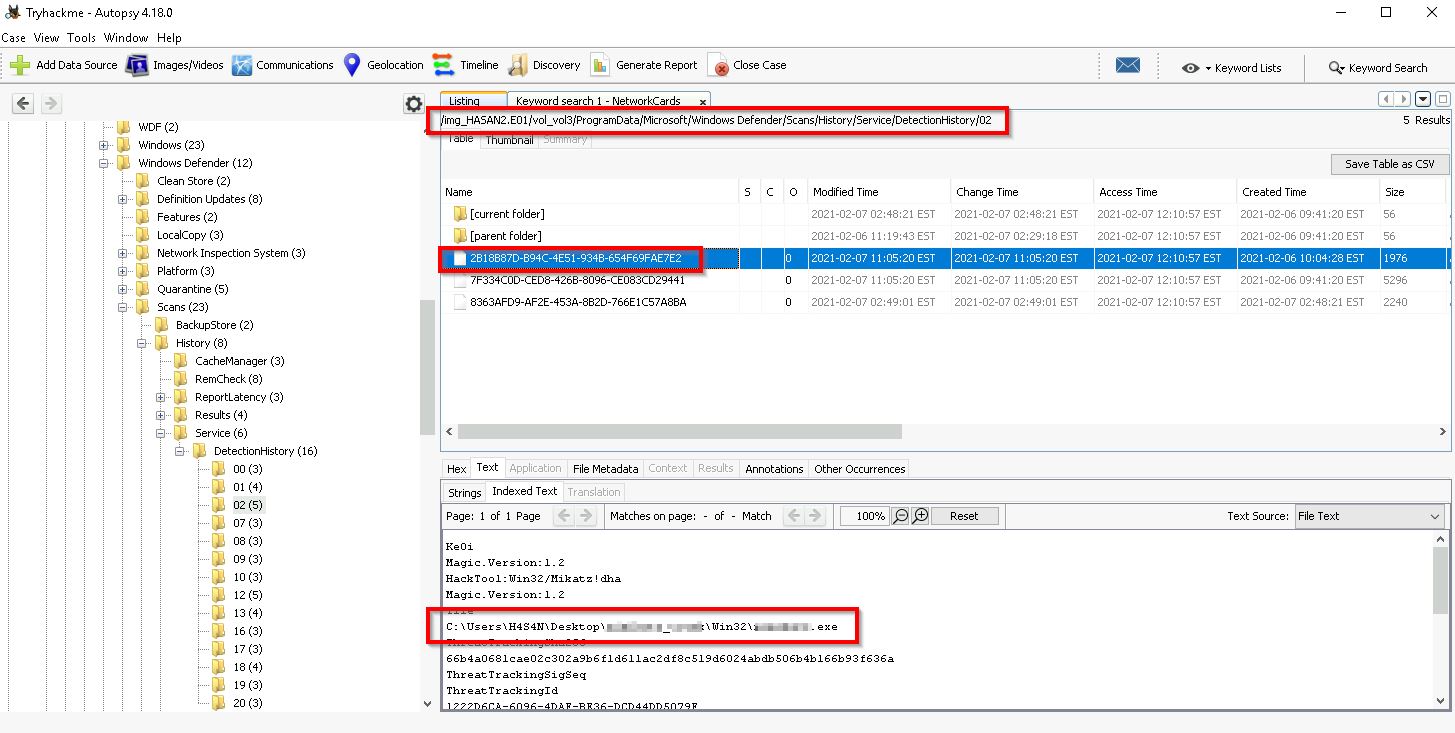 Tryhackme - Autopsy 4.18.0
Case View Tools Window Help
Add Data Source Images/Videos Communications Geolocation Timeline Discovery Generate Report Close Case Keyword Lists Keyword Search
Listing Keyword search 1 - NetworkCards x
/img_HASAN2.E01/vol_vol3/ProgramData/Microsoft/Windows Defender/Scans/History/Service/DetectionHistory/02
5 Results
Table Thumbnail Summary
Save Table as CSV
WDF (2)
Windows (23)
Windows Defender (12)
Clean Store (2)
Definition Updates (8)
Features (2)
LocalCopy (3)
Network Inspection System (3)
Platform (3)
Quarantine (5)
Scans (23)
BackupStore (2)
History (8)
CacheManager (3)
RemCheck (8)
ReportLatency (3)
Results (4)
Service (6)
DetectionHistory (16)
00 (3)
01 (4)
02 (5)
07 (3)
08 (3)
09 (3)
10 (3)
12 (5)
13 (4)
16 (3)
17 (3)
18 (4)
19 (3)
20 (3)
Name S C O Modified Time Change Time Access Time Created Time Size
[current folder] 2021-02-07 02:48:21 EST 2021-02-07 02:48:21 EST 2021-02-07 12:10:57 EST 2021-02-06 09:41:20 EST 56
[parent folder] 2021-02-06 11:19:43 EST 2021-02-07 02:29:18 EST 2021-02-07 12:10:57 EST 2021-02-06 09:41:20 EST 56
2B18B87D-B94C-4E51-934B-654F69FAE7E2 0 2021-02-07 11:05:20 EST 2021-02-07 11:05:20 EST 2021-02-07 12:10:57 EST 2021-02-06 10:04:28 EST 1976
7F334C0D-CED8-426B-8096-CE083CD29441 0 2021-02-07 11:05:20 EST 2021-02-07 11:05:20 EST 2021-02-07 12:10:57 EST 2021-02-06 09:41:20 EST 5296
8363AFD9-AF2E-453A-8B2D-766E1C57A8BA 0 2021-02-07 02:49:01 EST 2021-02-07 02:49:01 EST 2021-02-07 12:10:57 EST 2021-02-07 02:48:21 EST 2240
Hex Text Application File Metadata Context Results Annotations Other Occurrences
Strings Indexed Text Translation
Page: 1 of 1 Page Matches on page: - of - Match 100% Reset Text Source: File Text
Ke0i
Magic.Version:1.2
HackTool:Win32/Mikatz!dha
Magic.Version:1.2
C:\Users\H4S4N\Desktop\ \Win32\ .exe
66b4a0681cae02c302a9b6f1d611ac2df8c519d6024abdb506b4b166b93f636a
ThreatTrackingSigSeq
ThreatTrackingId
1222D6CA-6096-4DAE-BE36-DCD44DD5079E